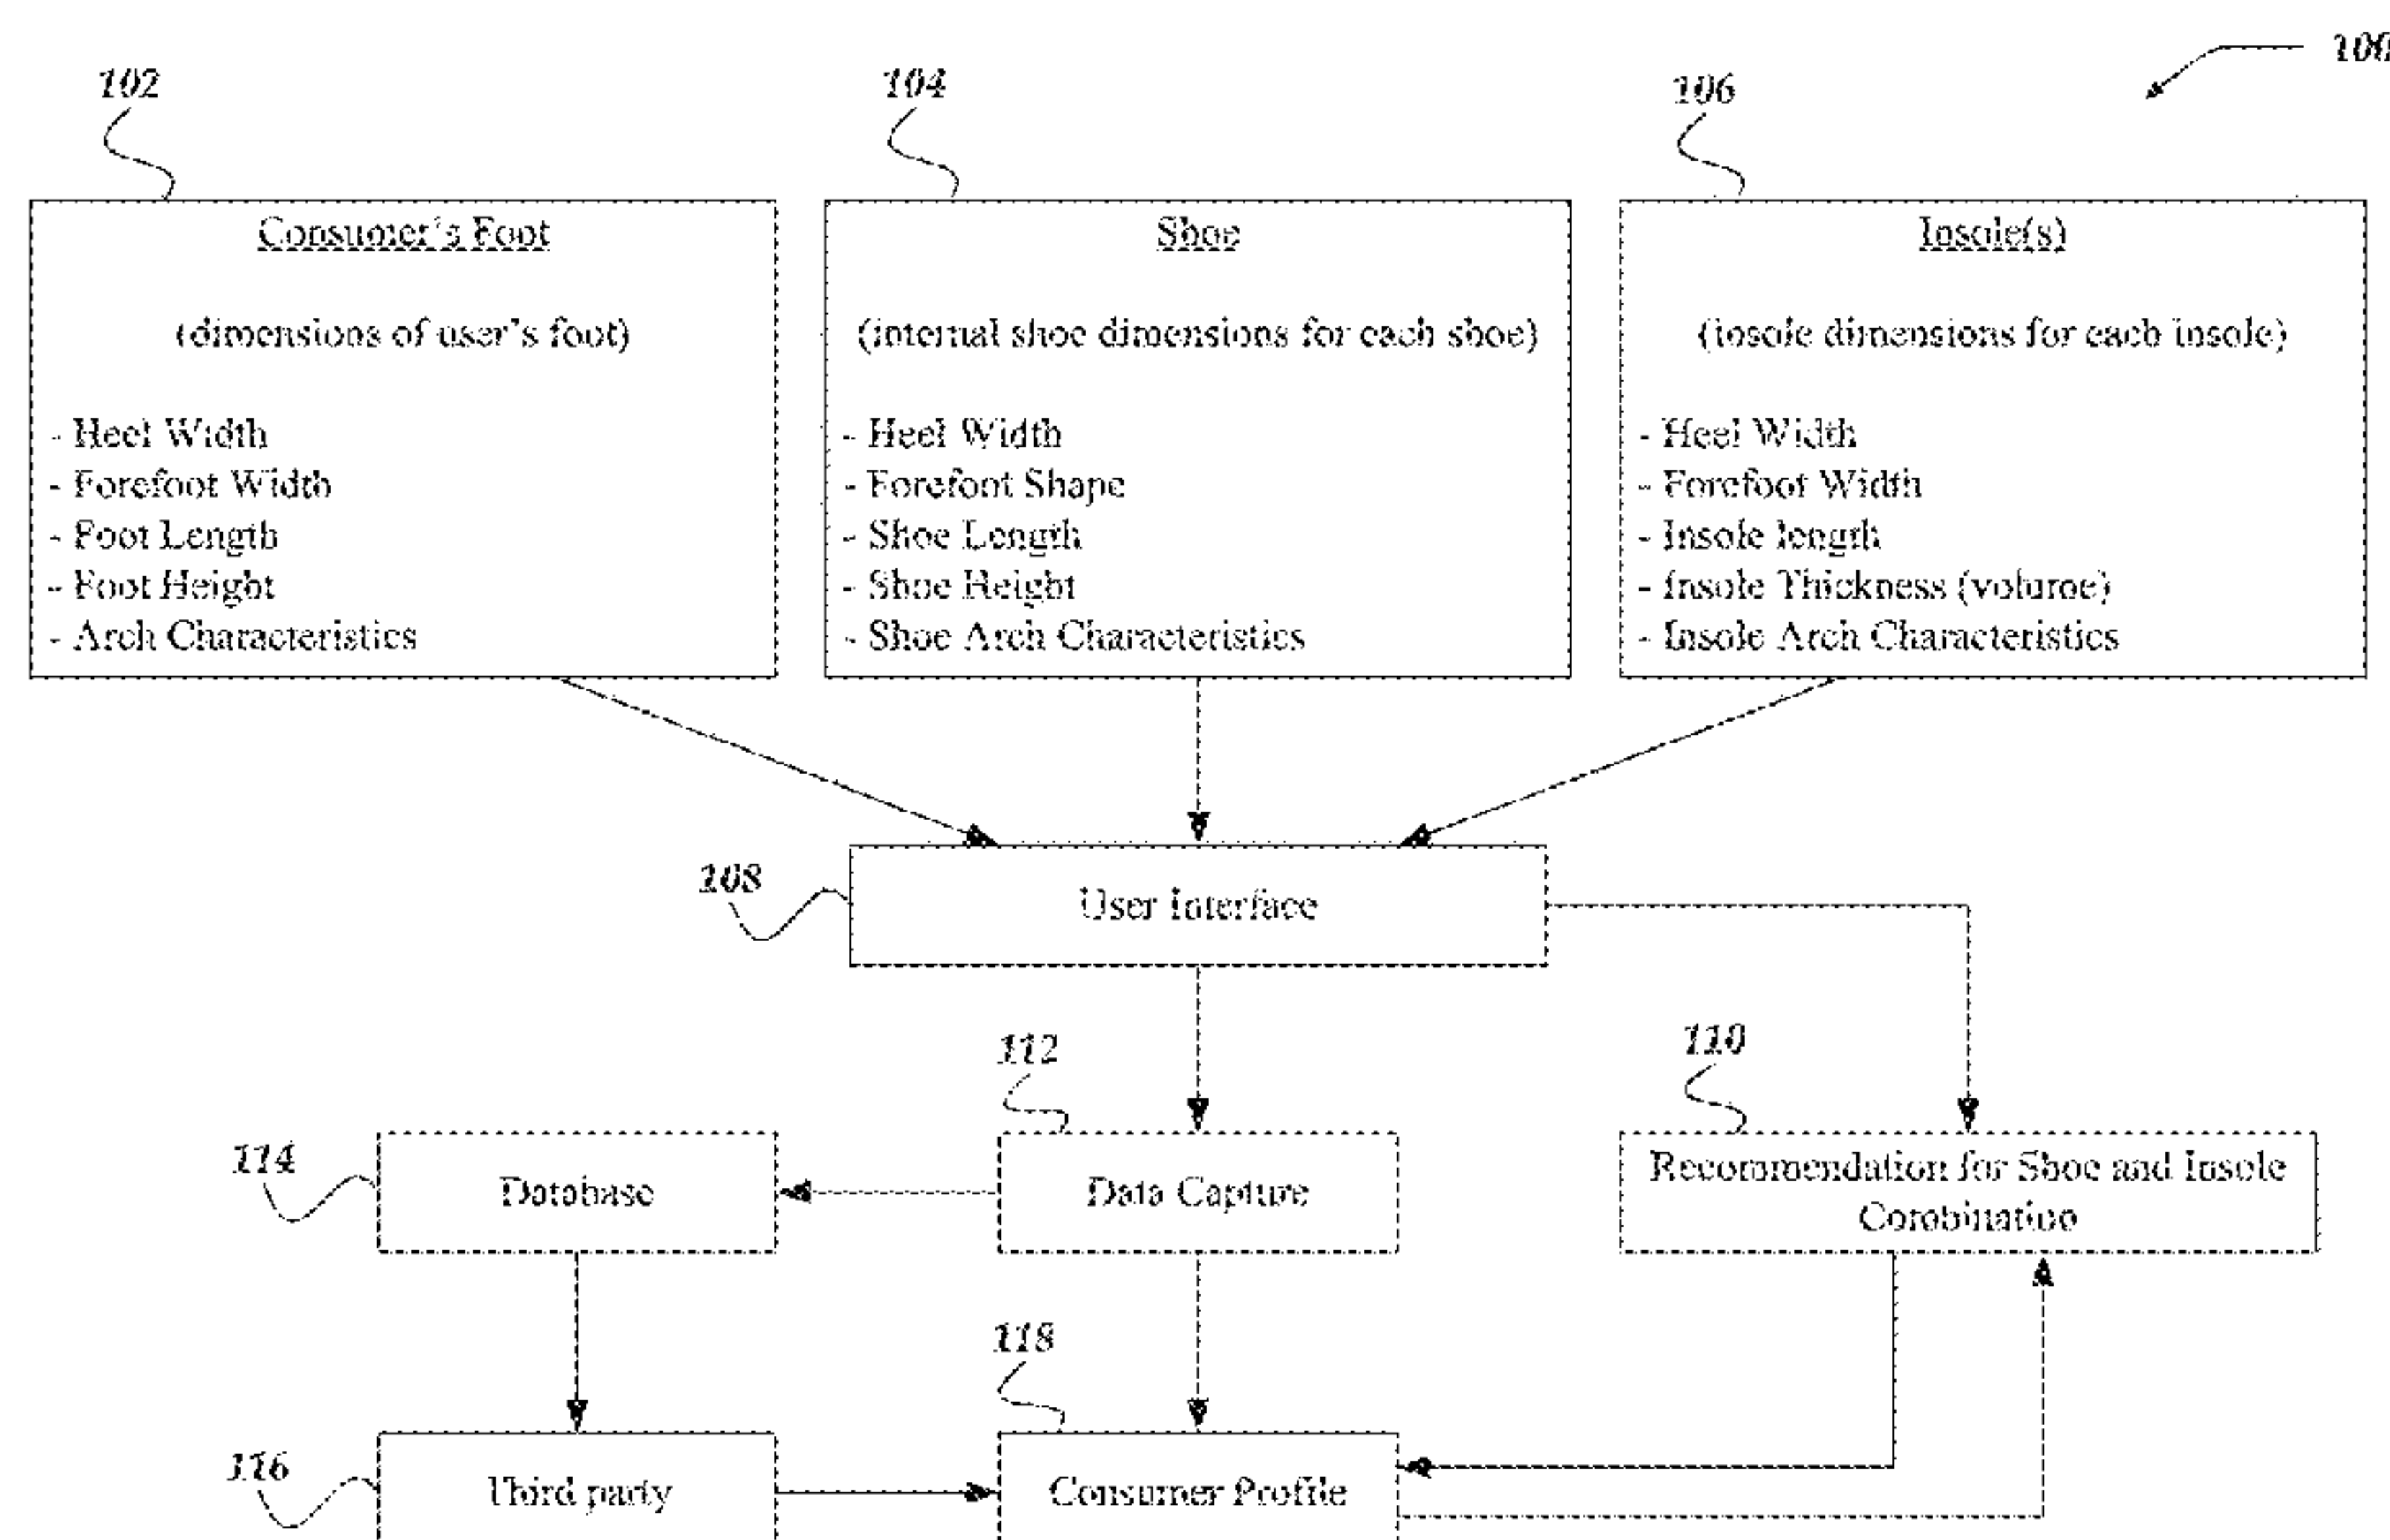 100
102
104
106
Consumer's Foot
(dimensions of user's foot)
- Heel Width
- Forefoot Width
- Foot Length
- Foot Height
- Arch Characteristics
Shoe
(internal shoe dimensions for each shoe)
- Heel Width
- Forefoot Shape
- Shoe Length
- Shoe Height
- Shoe Arch Characteristics
Insole(s)
(insole dimensions for each insole)
- Heel Width
- Forefoot Width
- Insole length
- Insole Thickness (volume)
- Insole Arch Characteristics
108
User Interface
112
110
114
Database
Data Capture
Recommendation for Shoe and Insole
Combination
118
116
Third party
Consumer Profile